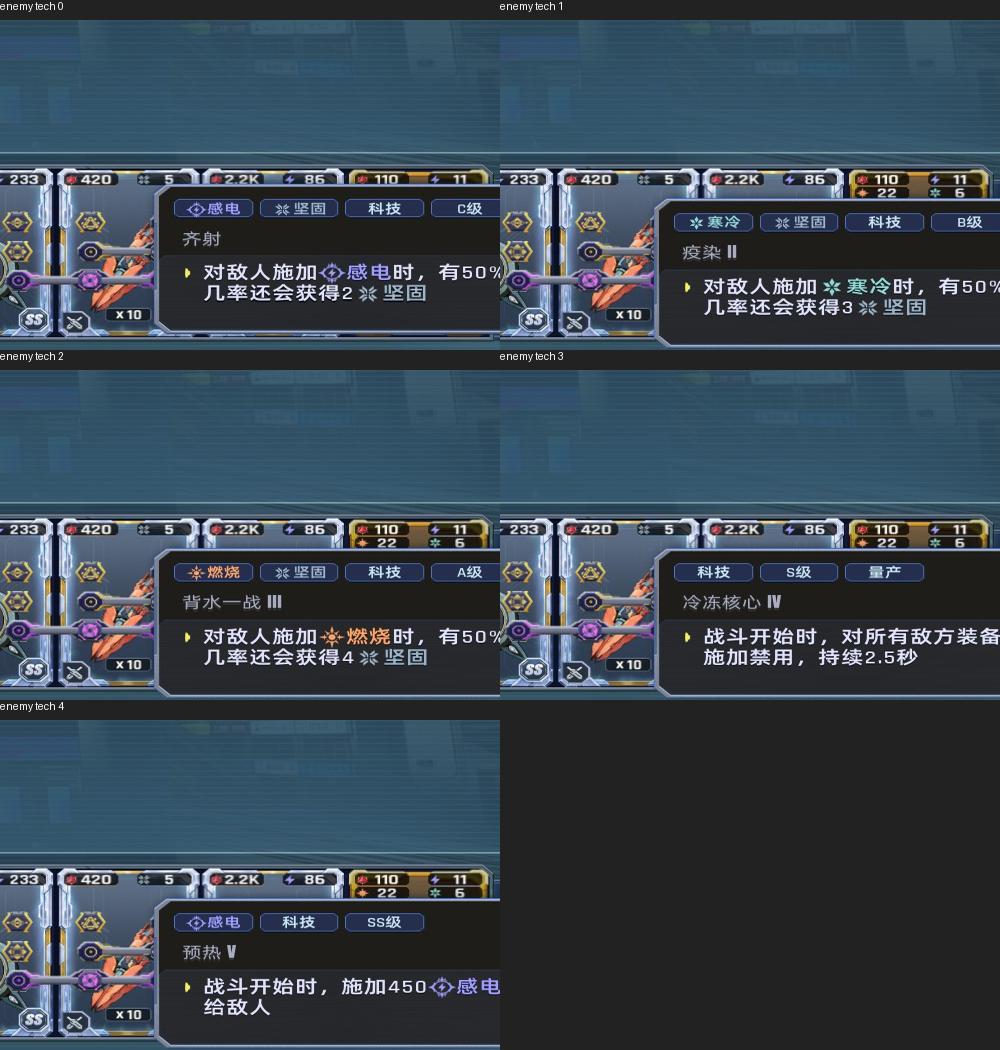 enemy tech 0
233 420 5 2.2K 86 110 11
感电 坚固 科技 C级
齐射
对敌人施加感电时，有50%
几率还会获得2坚固
SS x10
enemy tech 1
233 420 5 2.2K 86 110 11
22 6
寒冷 坚固 科技 B级
疫染 II
对敌人施加寒冷时，有50%
几率还会获得3坚固
SS x10
enemy tech 2
233 420 5 2.2K 86 110 11
22 6
燃烧 坚固 科技 A级
背水一战 III
对敌人施加燃烧时，有50%
几率还会获得4坚固
SS x10
enemy tech 3
233 420 5 2.2K 86 110 11
22 6
科技 S级 量产
冷冻核心 IV
战斗开始时，对所有敌方装备
施加禁用，持续2.5秒
SS x10
enemy tech 4
233 420 5 2.2K 86 110 11
22 6
感电 科技 SS级
预热 V
战斗开始时，施加450感电
给敌人
SS x10